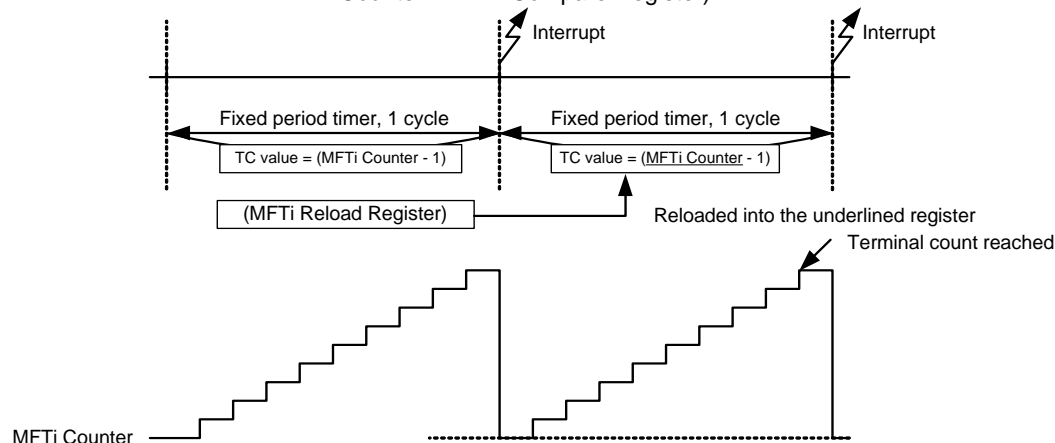 Interrupt
Interrupt
Fixed period timer, 1 cycle
Fixed period timer, 1 cycle
TC value = (MFTi Counter - 1)
TC value = (MFTi Counter - 1)
(MFTi Reload Register)
Reloaded into the underlined register
Terminal count reached
MFTi Counter